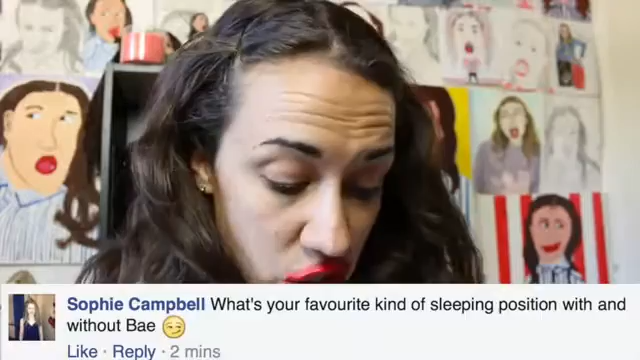 Sophie Campbell What's your favourite kind of sleeping position with and
without Bae 😏
Like · Reply · 2 mins